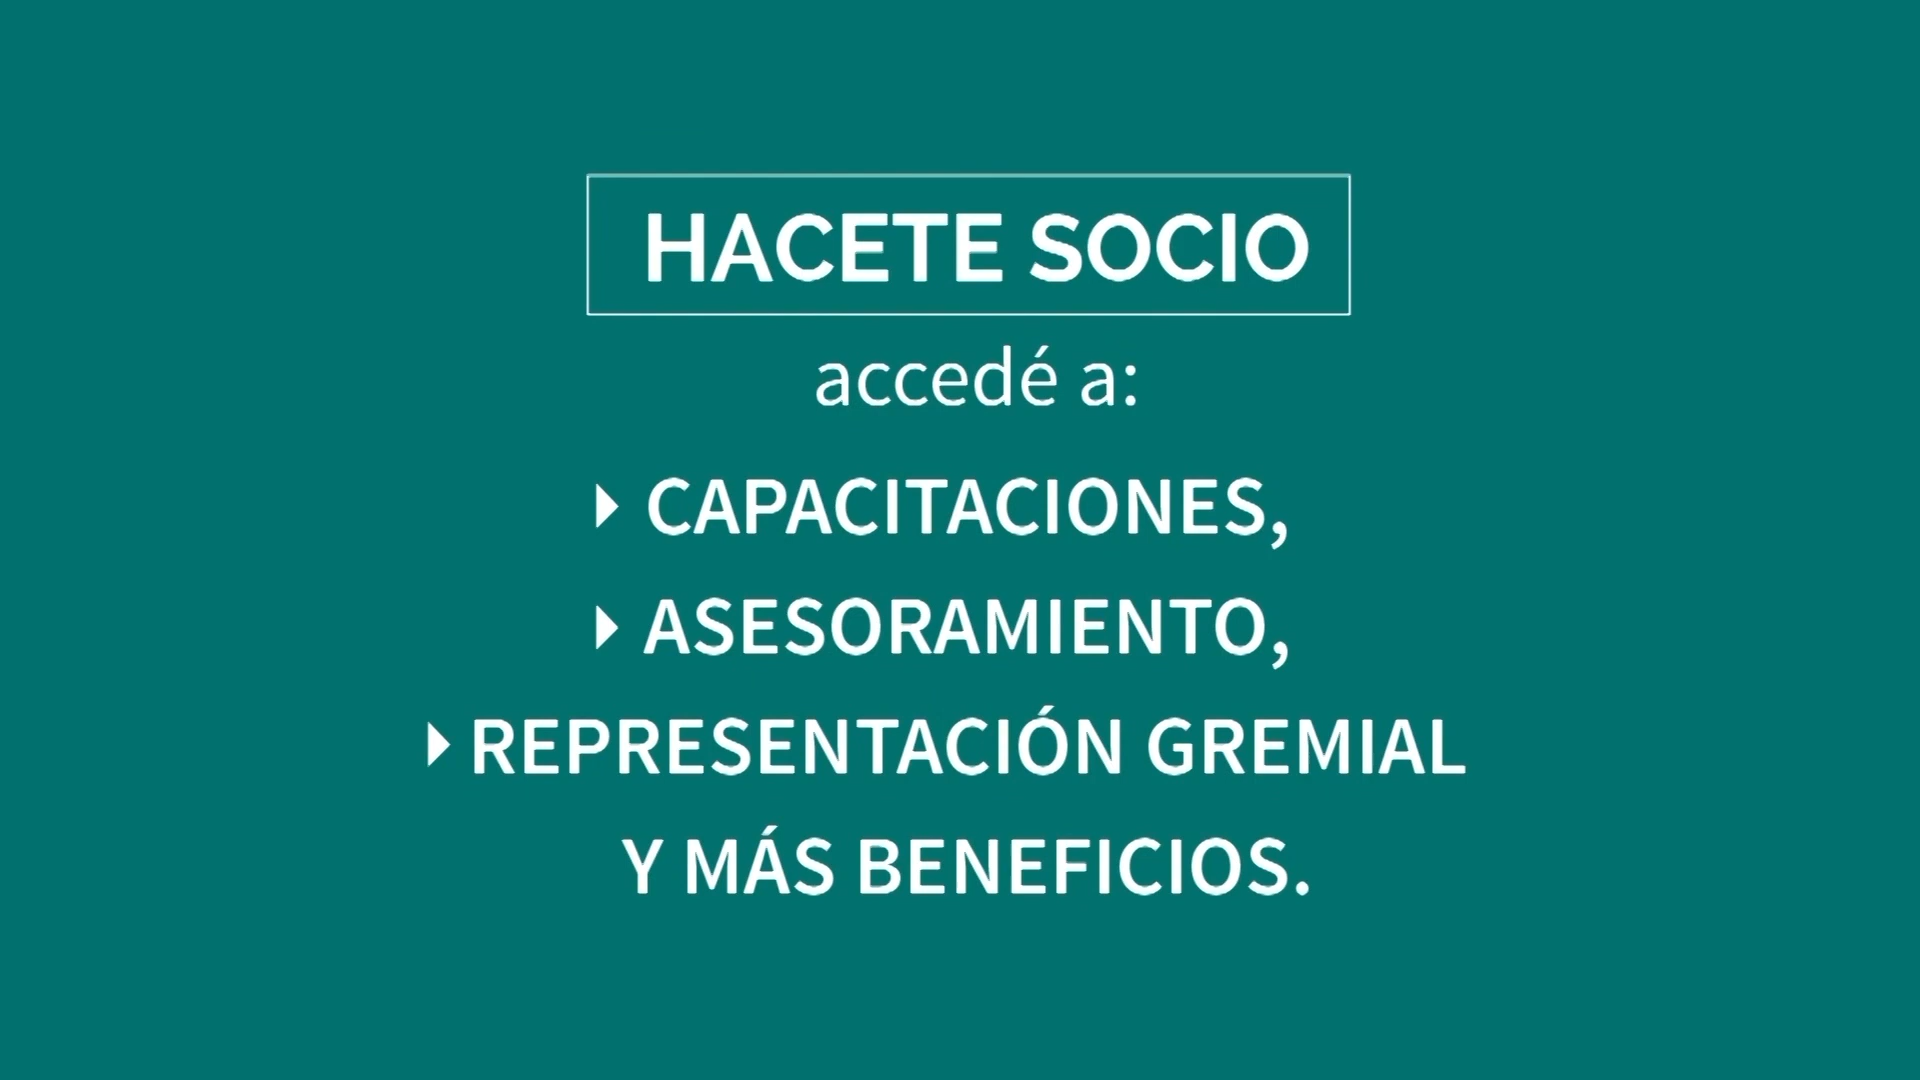 HACETE SOCIO
accedé a:
CAPACITACIONES,
ASESORAMIENTO,
REPRESENTACIÓN GREMIAL
Y MÁS BENEFICIOS.